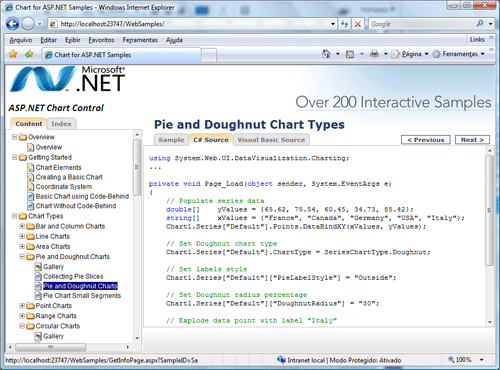 Chart for ASP.NET Samples - Windows Internet Explorer
http://localhost:23747/WebSamples/
Google
Arquivo Editar Exibir Favoritos Ferramentas Ajuda
Links
Chart for ASP.NET Samples
Página
Ferramentas
Microsoft
.NET
ASP.NET Chart Control
Over 200 Interactive Samples
Content Index
Overview
Overview
Getting Started
Chart Elements
Creating a Basic Chart
Coordinate System
Basic Chart using Code-Behind
Chart Without Code-Behind
Chart Types
Bar and Column Charts
Line Charts
Area Charts
Pie and Doughnut Charts
Gallery
Collecting Pie Slices
Pie and Doughnut Charts
Pie Chart Small Segments
Point Charts
Range Charts
Circular Charts
Gallery
Pie and Doughnut Chart Types
Sample C# Source Visual Basic Source
< Previous Next >
using System.Web.UI.DataVisualization.Charting;
...
private void Page_Load(object sender, System.EventArgs e)
{
// Populate series data
double[] yValues = {65.62, 75.54, 60.45, 34.73, 85.42};
string[] xValues = {"France", "Canada", "Germany", "USA", "Italy"};
Chart1.Series["Default"].Points.DataBindXY(xValues, yValues);
// Set Doughnut chart type
Chart1.Series["Default"].ChartType = SeriesChartType.Doughnut;
// Set labels style
Chart1.Series["Default"]["PieLabelStyle"] = "Outside";
// Set Doughnut radius percentage
Chart1.Series["Default"]["DoughnutRadius"] = "30";
// Explode data point with label "Italy"
http://localhost:23747/WebSamples/GetInfoPage.aspx?SampleID=Sa
Intranet local | Modo Protegido: Ativado
100%